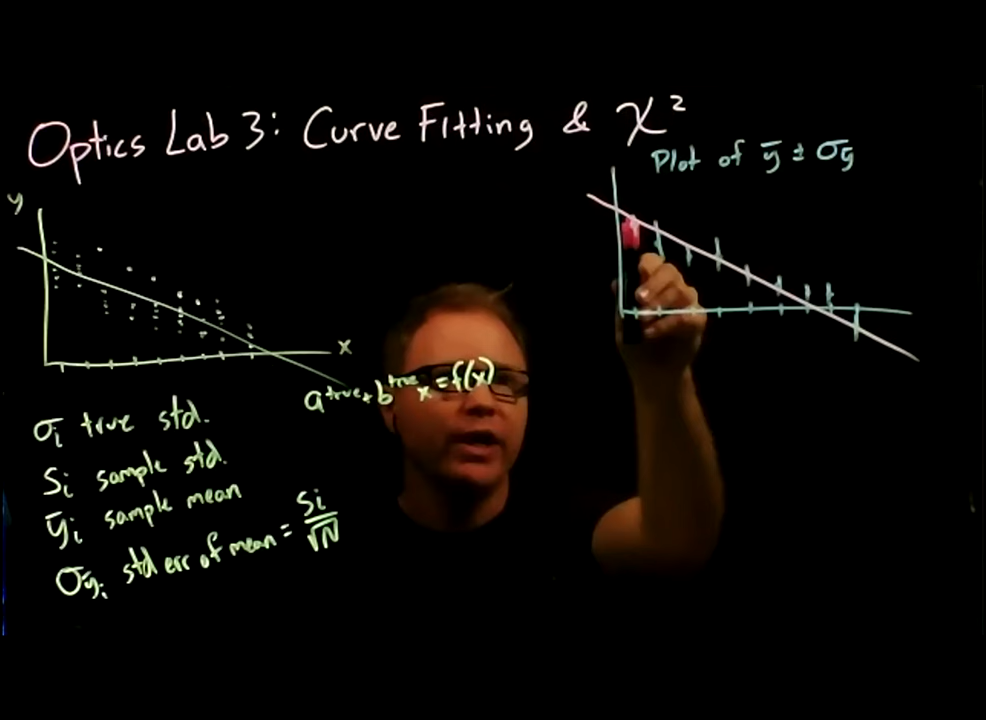 Optics Lab 3: Curve Fitting & χ²
Plot of ȳ ± σȳ
y
x
a^true + b^true x = f(x)
σᵢ true std.
Sᵢ sample std.
ȳᵢ sample mean
σȳᵢ std err of mean = Sᵢ/√N